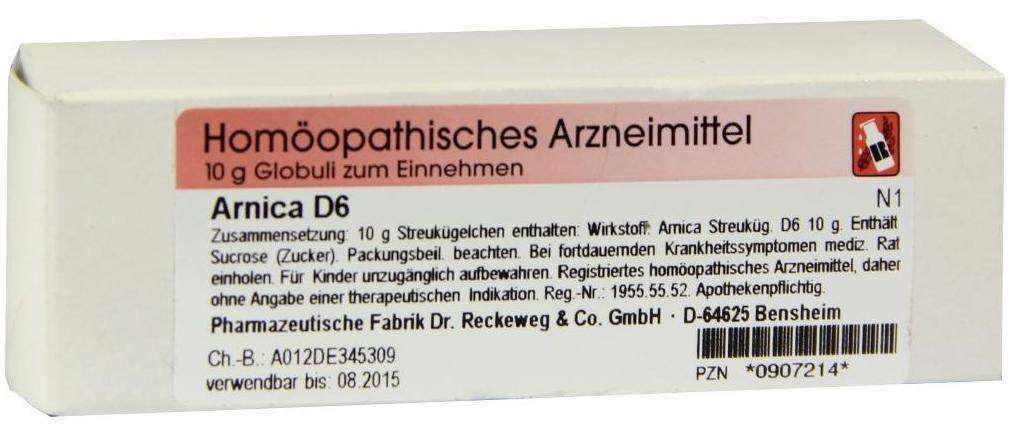 Homöopathisches Arzneimittel
10 g Globuli zum Einnehmen
R
Arnica D6
N1
Zusammensetzung: 10 g Streukügelchen enthalten: Wirkstoff: Arnica Streuküg. D6 10 g. Enthält
Sucrose (Zucker). Packungsbeil. beachten. Bei fortdauernden Krankheitssymptomen mediz. Rat
einholen. Für Kinder unzugänglich aufbewahren. Registriertes homöopathisches Arzneimittel, daher
ohne Angabe einer therapeutischen Indikation. Reg.-Nr.: 1955.55.52. Apothekenpflichtig.
Pharmazeutische Fabrik Dr. Reckeweg & Co. GmbH · D-64625 Bensheim
Ch.-B.: A012DE345309
verwendbar bis: 08.2015
PZN *0907214*